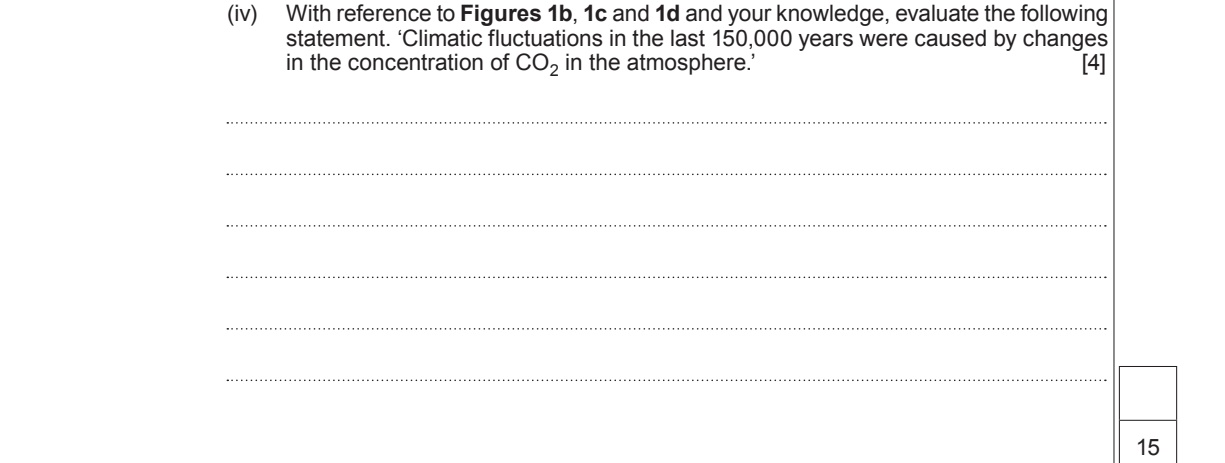 (iv) With reference to Figures 1b, 1c and 1d and your knowledge, evaluate the following
statement. ‘Climatic fluctuations in the last 150,000 years were caused by changes
in the concentration of CO₂ in the atmosphere.’ [4]
15